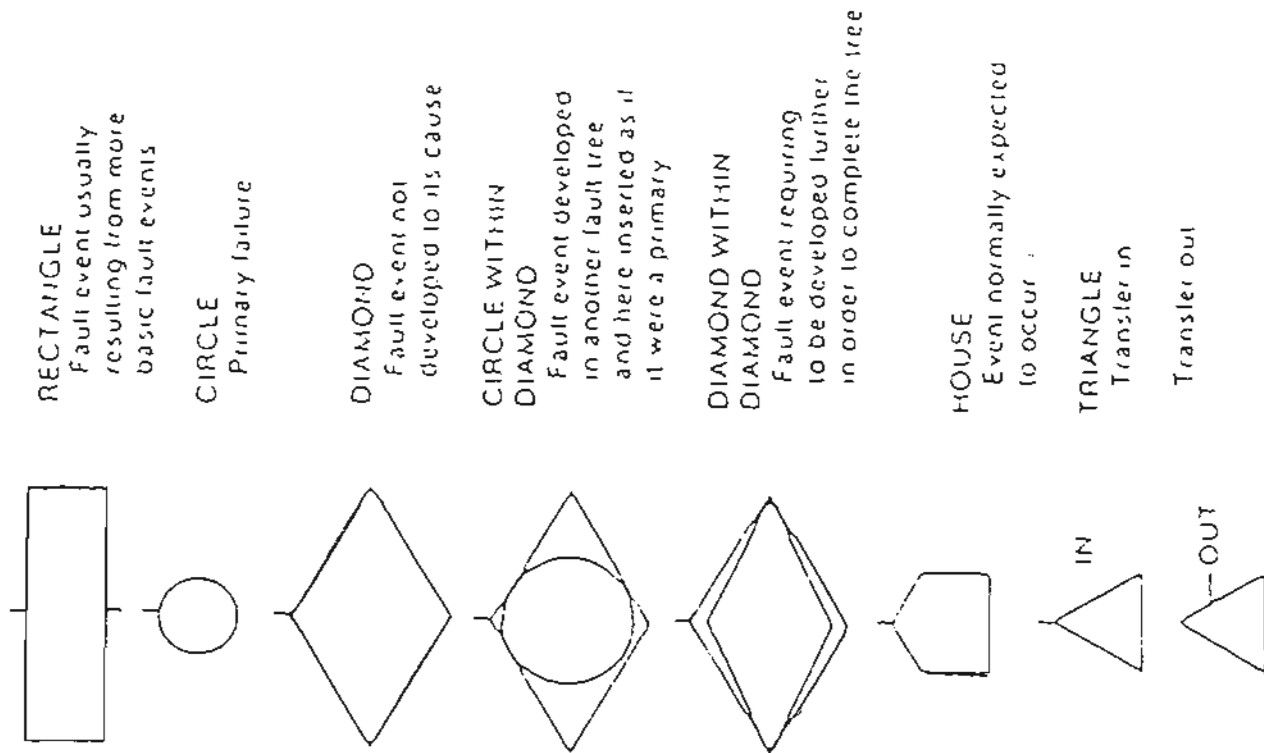 RECTANGLE
Fault event usually
resulting from more
basic fault events
CIRCLE
Primary failure
DIAMOND
Fault event not
developed to its cause
CIRCLE WITHIN
DIAMOND
Fault event developed
in another fault tree
and here inserted as if
it were a primary
DIAMOND WITHIN
DIAMOND
Fault event requiring
to be developed further
in order to complete the tree
HOUSE
Event normally expected
to occur .
IN
TRIANGLE
Transfer in
OUT
Transfer out